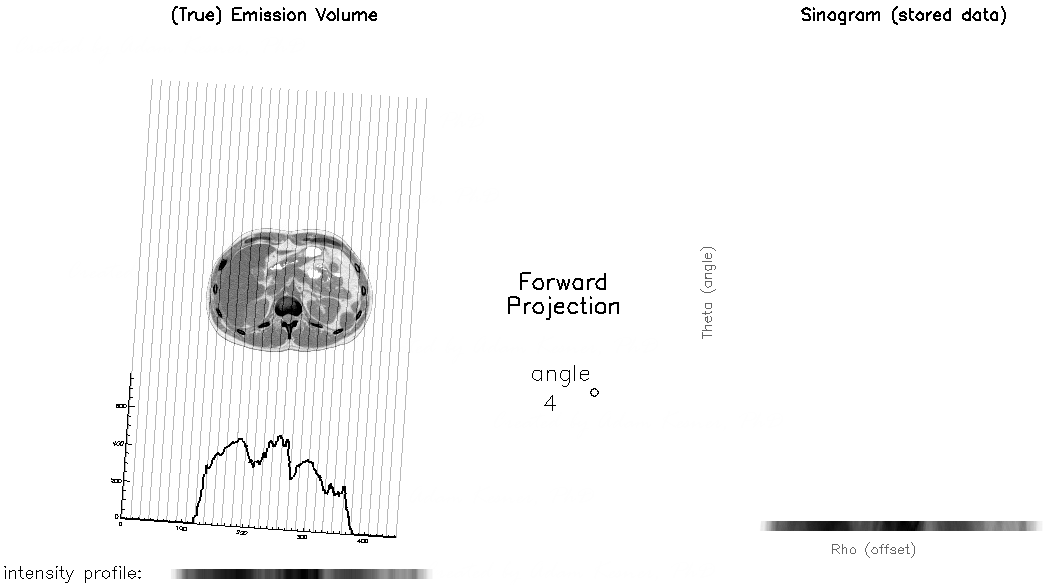 (True) Emission Volume
Sinogram (stored data)
Forward
Projection
Theta (angle)
angle
4 °
600
400
200
0
0
100
200
300
400
Rho (offset)
intensity profile: